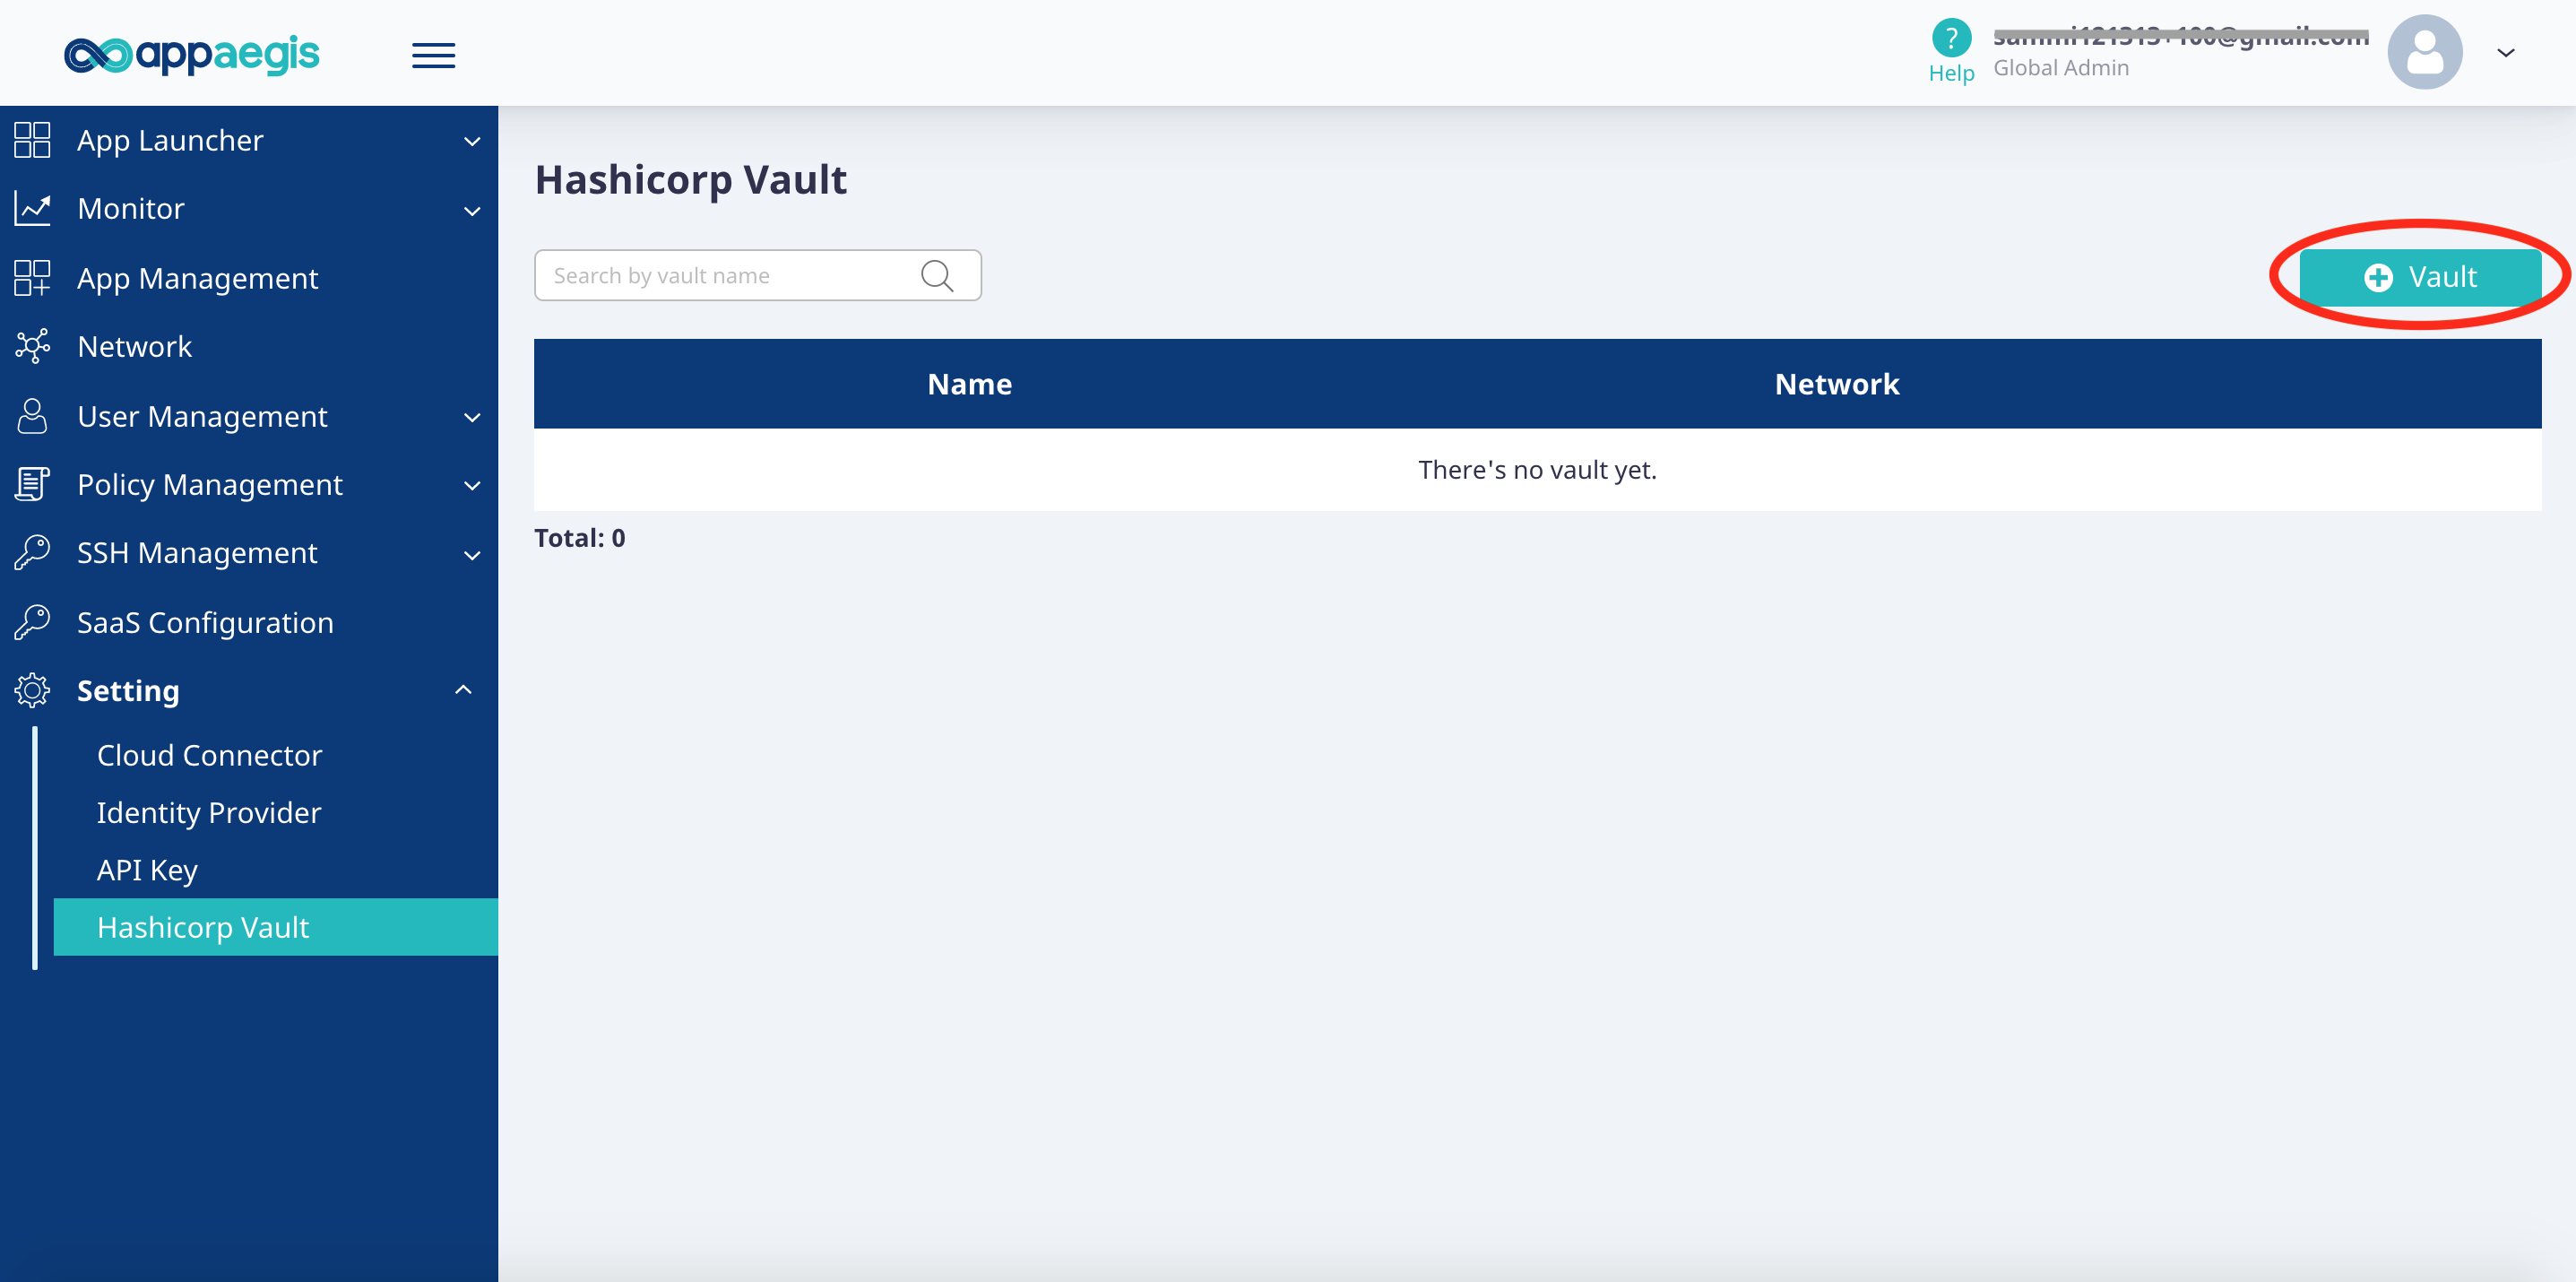 appaegis
?
Help
Global Admin
App Launcher
Monitor
App Management
Network
User Management
Policy Management
SSH Management
SaaS Configuration
Setting
Cloud Connector
Identity Provider
API Key
Hashicorp Vault
Hashicorp Vault
Search by vault name
Vault
Name Network
There's no vault yet.
Total: 0